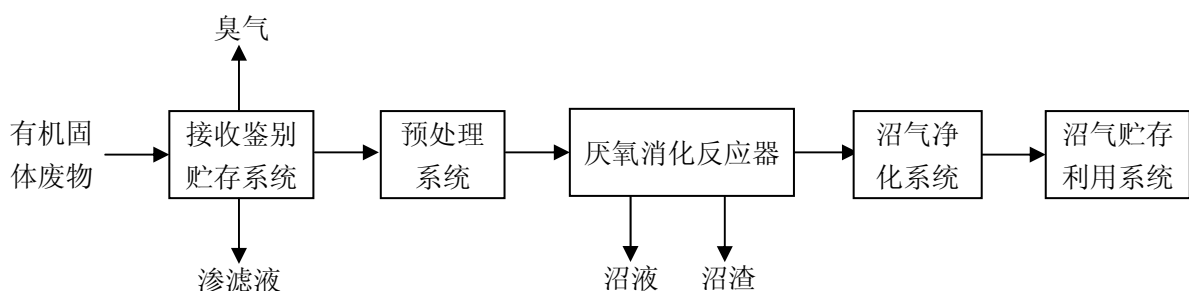 臭气
有机固
体废物
接收鉴别
贮存系统
预处理
系统
厌氧消化反应器
沼气净
化系统
沼气贮存
利用系统
渗滤液
沼液
沼渣